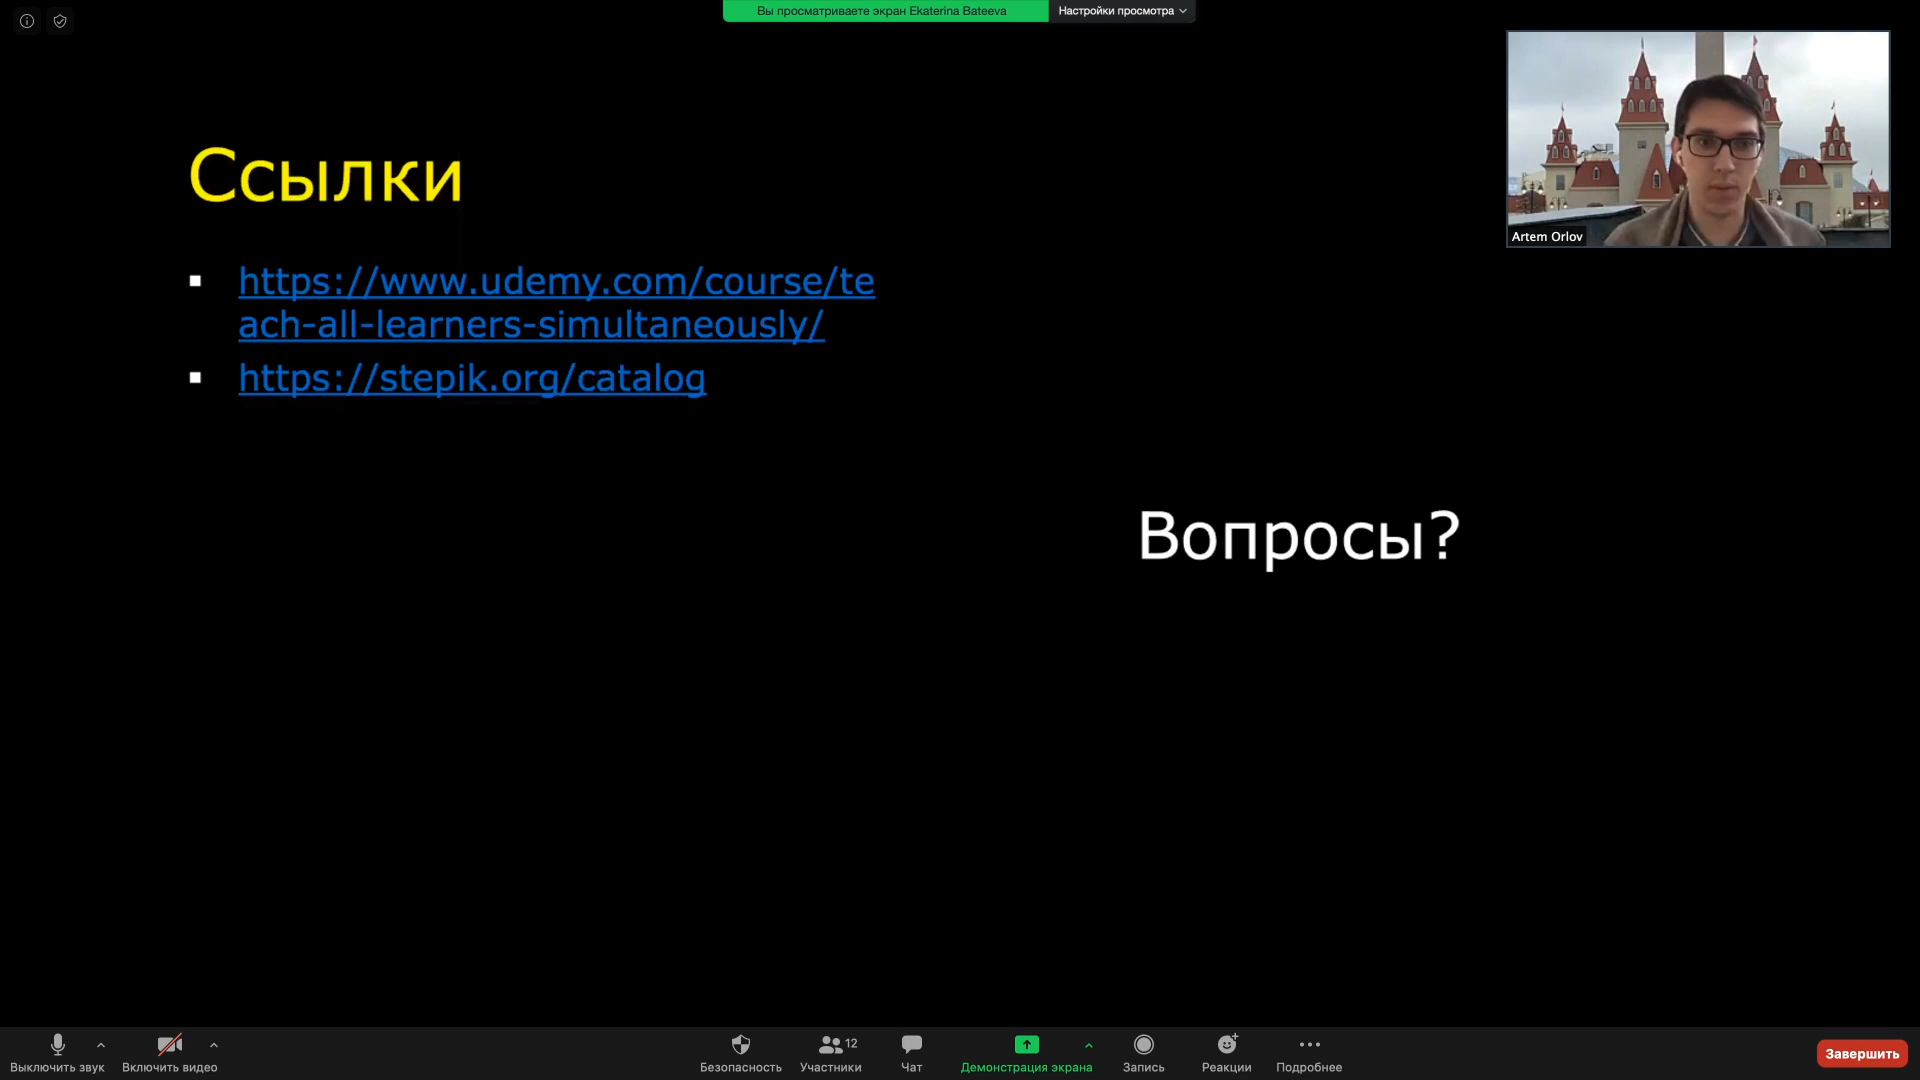 Вы просматриваете экран Ekaterina Bateeva
Настройки просмотра
Artem Orlov
Ссылки
https://www.udemy.com/course/te
ach-all-learners-simultaneously/
https://stepik.org/catalog
Вопросы?
Выключить звук
Включить видео
Безопасность
12
Участники
Чат
Демонстрация экрана
Запись
Реакции
Подробнее
Завершить